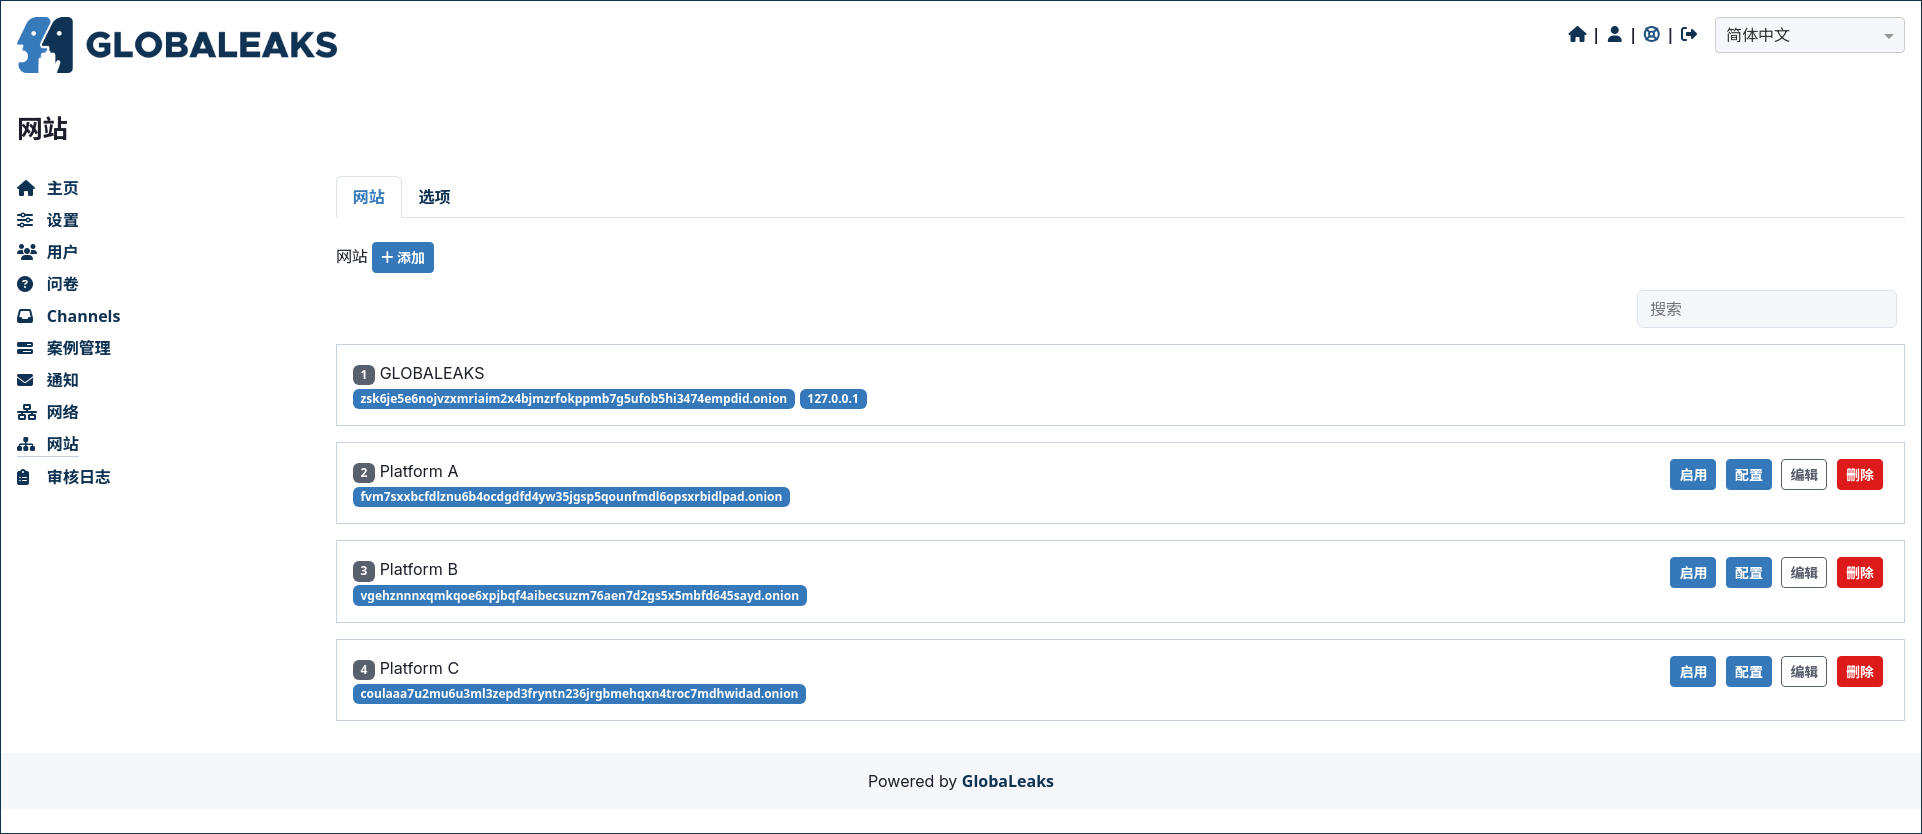 GLOBALEAKS
| | |
简体中文
网站
主页
设置
用户
问卷
Channels
案例管理
通知
网络
网站
审核日志
网站 选项
网站 添加
搜索
1 GLOBALEAKS
zsk6je5e6nojvzxmriaim2x4bjmzrfokppmb7g5ufob5hi3474empdid.onion 127.0.0.1
2 Platform A
启用 配置 编辑 删除
fvm7sxxbcfdlznu6b4ocdgdfd4yw35jgsp5qounfmdl6opsxrbidlpad.onion
3 Platform B
启用 配置 编辑 删除
vgehznnnxqmkqoe6xpjbqf4aibecsuzm76aen7d2gs5x5mbfd645sayd.onion
4 Platform C
启用 配置 编辑 删除
coulaaa7u2mu6u3ml3zepd3fryntn236jrgbmehqxn4troc7mdhwidad.onion
Powered by GlobaLeaks